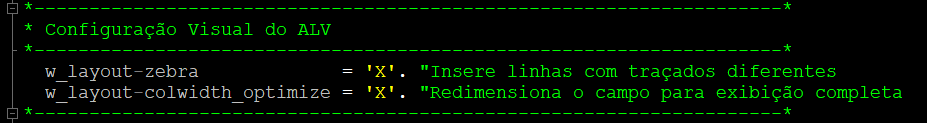 *----------------------------------------------------------------------*
* Configuração Visual do ALV
*----------------------------------------------------------------------*
w_layout-zebra             = 'X'. "Insere linhas com traçados diferentes
w_layout-colwidth_optimize = 'X'. "Redimensiona o campo para exibição completa
*----------------------------------------------------------------------*